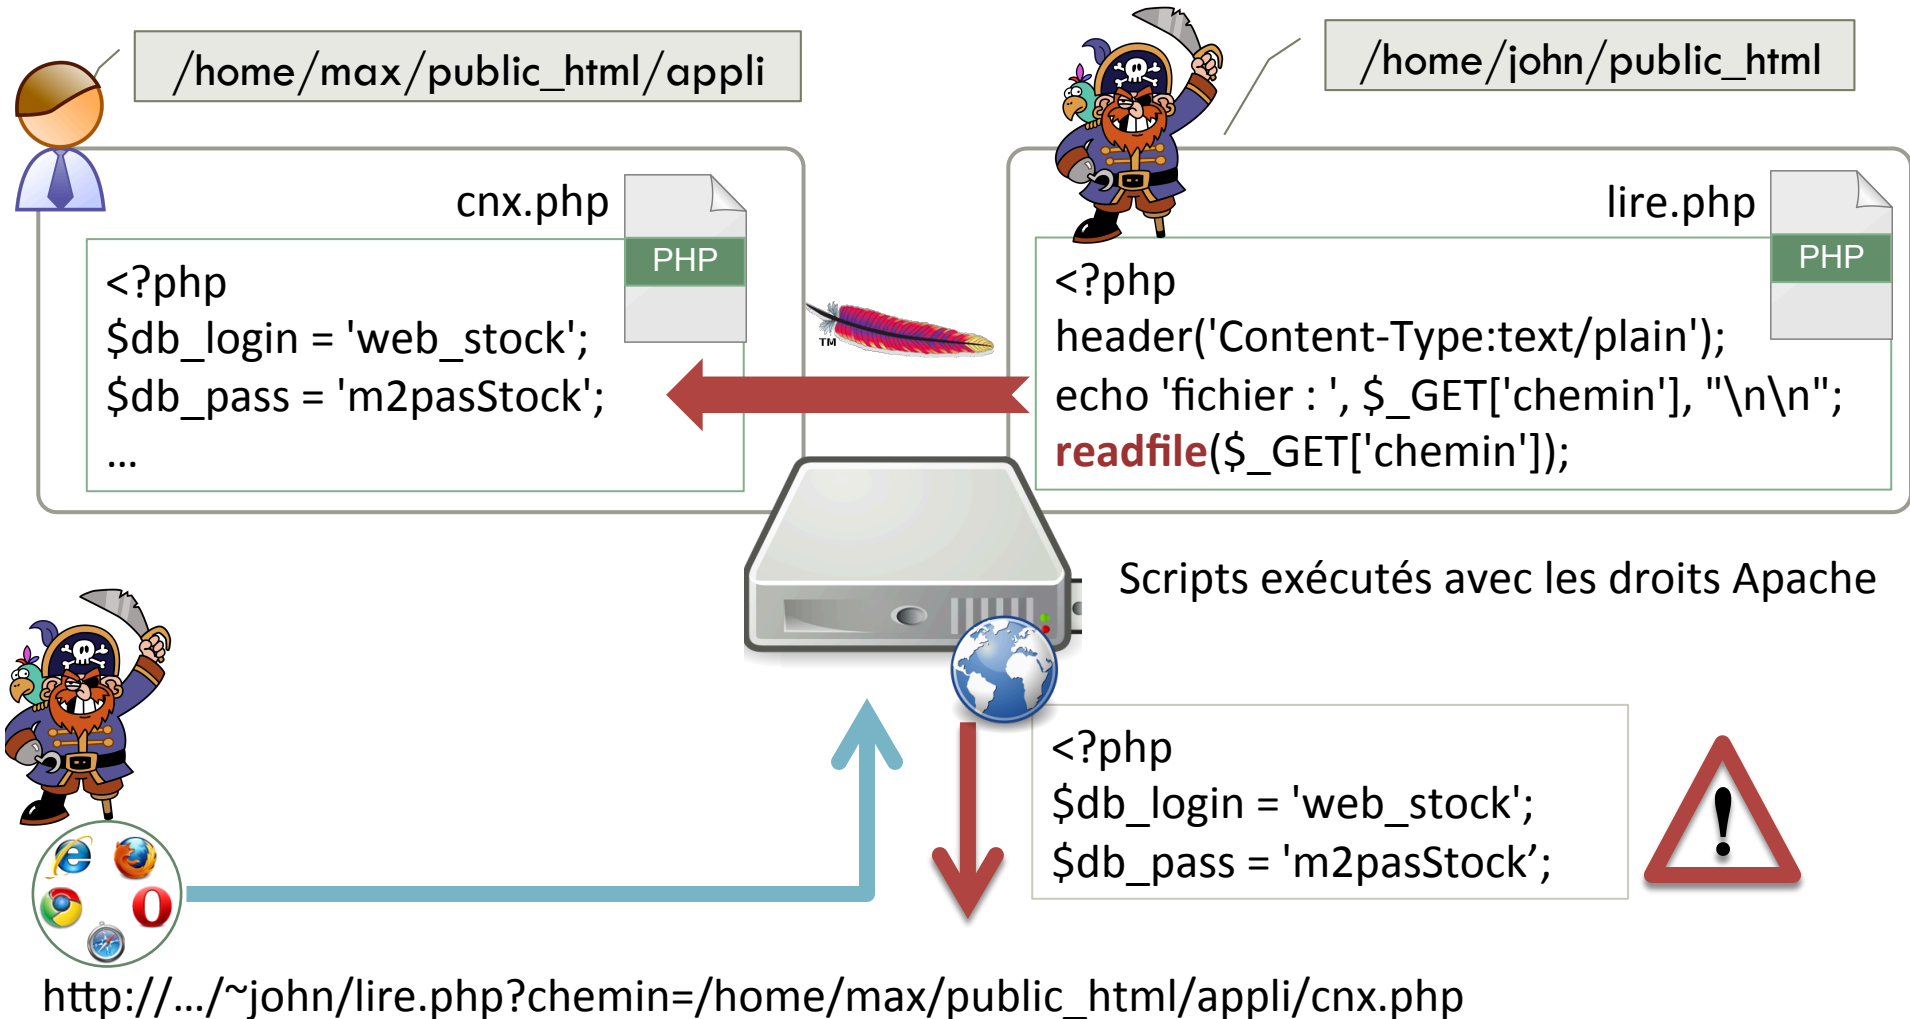 /home/max/public_html/appli
/home/john/public_html
cnx.php
PHP
<?php
$db_login = 'web_stock';
$db_pass = 'm2pasStock';
...
TM
lire.php
PHP
<?php
header('Content-Type:text/plain');
echo 'fichier : ', $_GET['chemin'], "\n\n";
readfile($_GET['chemin']);
Scripts exécutés avec les droits Apache
<?php
$db_login = 'web_stock';
$db_pass = 'm2pasStock’;
!
http://.../~john/lire.php?chemin=/home/max/public_html/appli/cnx.php